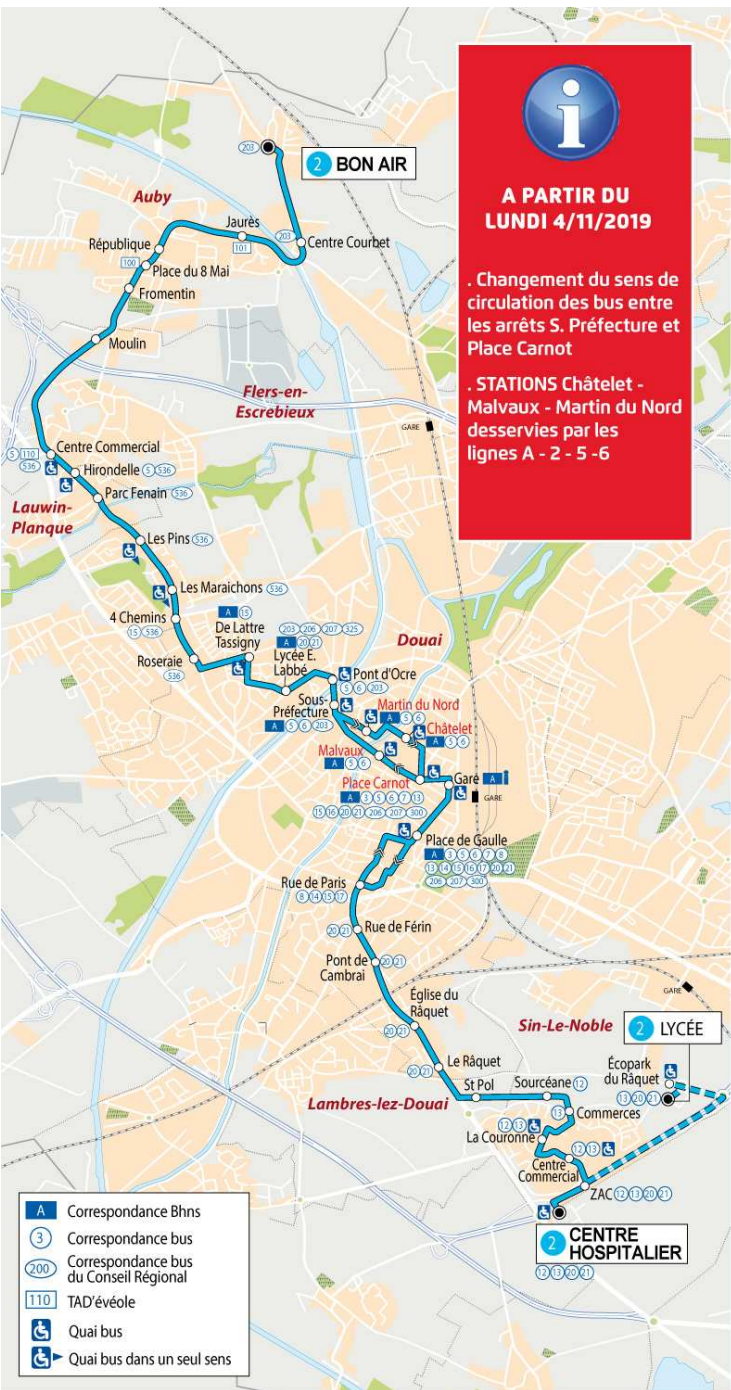 203
2 BON AIR
i
A PARTIR DU
LUNDI 4/11/2019
. Changement du sens de
circulation des bus entre
les arrêts S. Préfecture et
Place Carnot
. STATIONS Châtelet -
Malvaux - Martin du Nord
desservies par les
lignes A - 2 - 5 -6
Auby
Jaurès
101
203
Centre Courbet
République
100
Place du 8 Mai
Fromentin
Moulin
Flers-en-
Escrebieux
GARE
Centre Commercial
5 110
536
Hirondelle 5 536
Parc Fenain 536
Lauwin-
Planque
Les Pins 536
Les Maraichons 536
4 Chemins
15 536
A 15
De Lattre
Tassigny
203 206 207 325
A 20 21
Lycée E.
Labbé
Douai
Roseraie
536
Pont d'Ocre
5 6 203
Sous-
Préfecture
A 5 6 203
Martin du Nord
A 5 6
Châtelet
A 5 6
Malvaux
A 5 6
Place Carnot
A 3 5 6 7 13
15 16 20 21 206 207 300
Gare A i
GARE
Place de Gaulle
A 3 5 6 7 8
13 14 15 16 17 20 21
206 207 300
Rue de Paris
8 14 15 17
20 21 Rue de Férin
Pont de
Cambrai
20 21
Église du
Râquet
20 21
Le Râquet
20 21
GARE
Sin-Le-Noble
2 LYCÉE
Écopark
du Râquet
13 20 21
St Pol
Sourcéane 12
13 Commerces
Lambres-lez-Douai
12 13
La Couronne
12 13
Centre
Commercial
ZAC 12 13 20 21
2 CENTRE
HOSPITALIER
12 13 20 21
A Correspondance Bhns
3 Correspondance bus
200 Correspondance bus
du Conseil Régional
110 TAD'évéole
Quai bus
Quai bus dans un seul sens